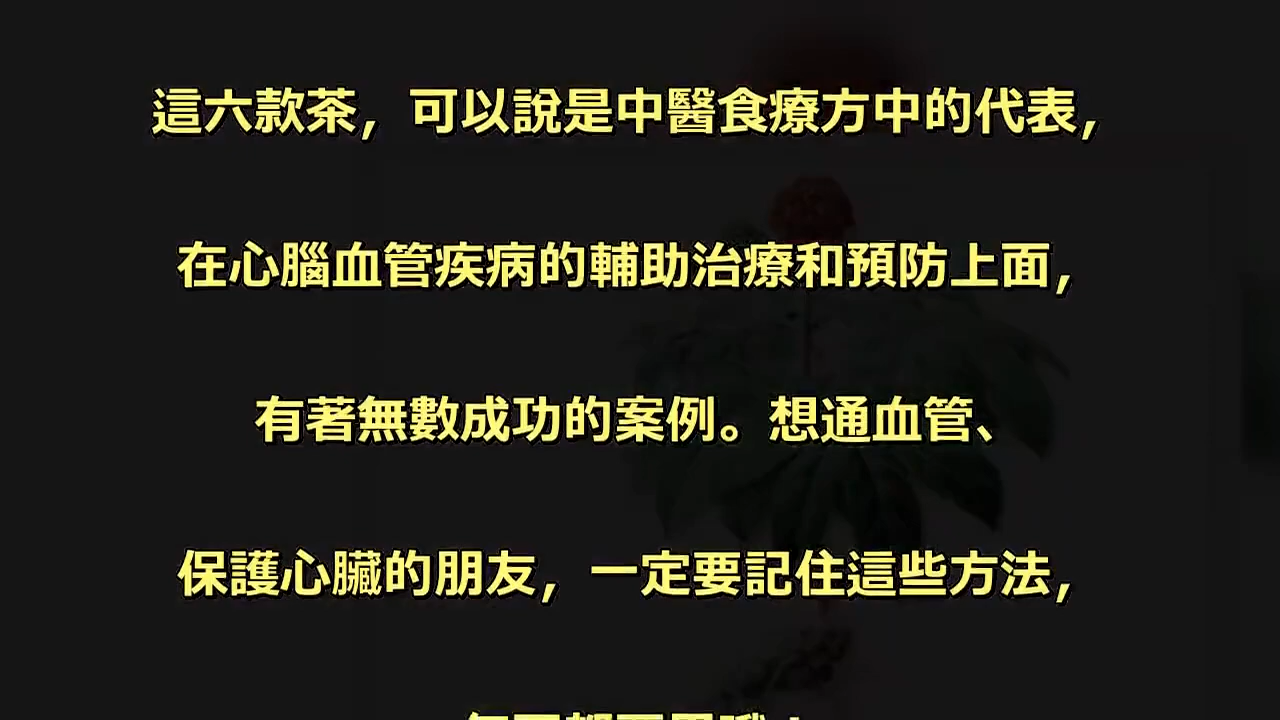 這六款茶，可以說是中醫食療方中的代表，
在心腦血管疾病的輔助治療和預防上面，
有著無數成功的案例。想通血管、
保護心臟的朋友，一定要記住這些方法，